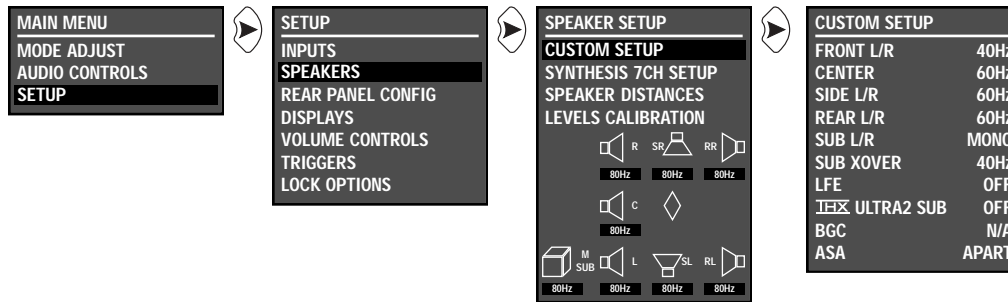 MAIN MENU
MODE ADJUST
AUDIO CONTROLS
SETUP
SETUP
INPUTS
SPEAKERS
REAR PANEL CONFIG
DISPLAYS
VOLUME CONTROLS
TRIGGERS
LOCK OPTIONS
SPEAKER SETUP
CUSTOM SETUP
SYNTHESIS 7CH SETUP
SPEAKER DISTANCES
LEVELS CALIBRATION
R SR RR
80Hz 80Hz 80Hz
C
80Hz
M SUB L SL RL
80Hz 80Hz 80Hz 80Hz
CUSTOM SETUP
FRONT L/R 40Hz
CENTER 60Hz
SIDE L/R 60Hz
REAR L/R 60Hz
SUB L/R MONO
SUB XOVER 40Hz
LFE OFF
THX ULTRA2 SUB OFF
BGC N/A
ASA APART